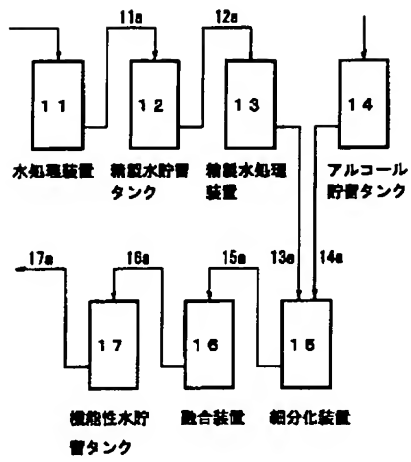 11a 12a
11 12 13 14
水処理装置 精製水貯留タンク 精製水処理装置 アルコール貯留タンク
17a 16a 15a 13a 14a
17 16 15
機能性水貯留タンク 融合装置 細分化装置